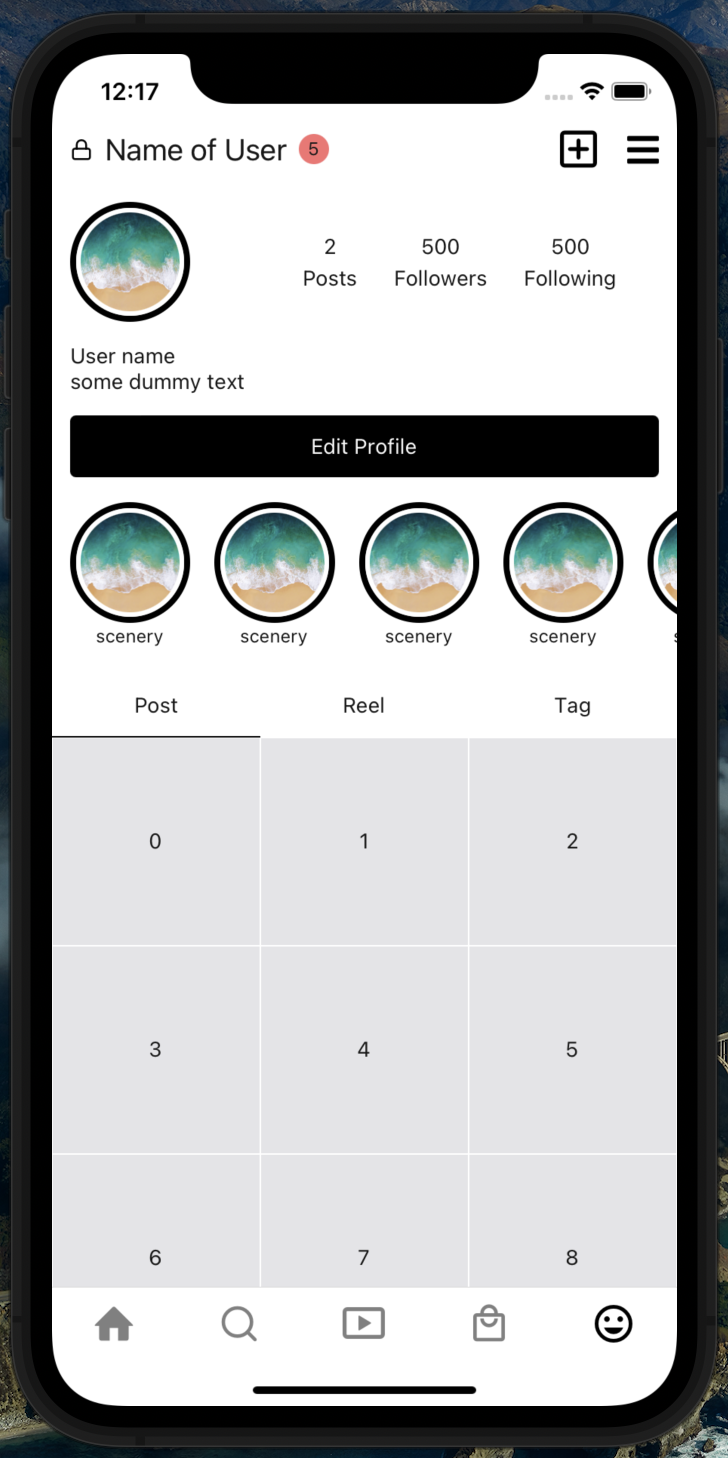 12:17
Name of User 5
2 500 500
Posts Followers Following
User name
some dummy text
Edit Profile
scenery scenery scenery scenery
Post Reel Tag
0 1 2
3 4 5
6 7 8